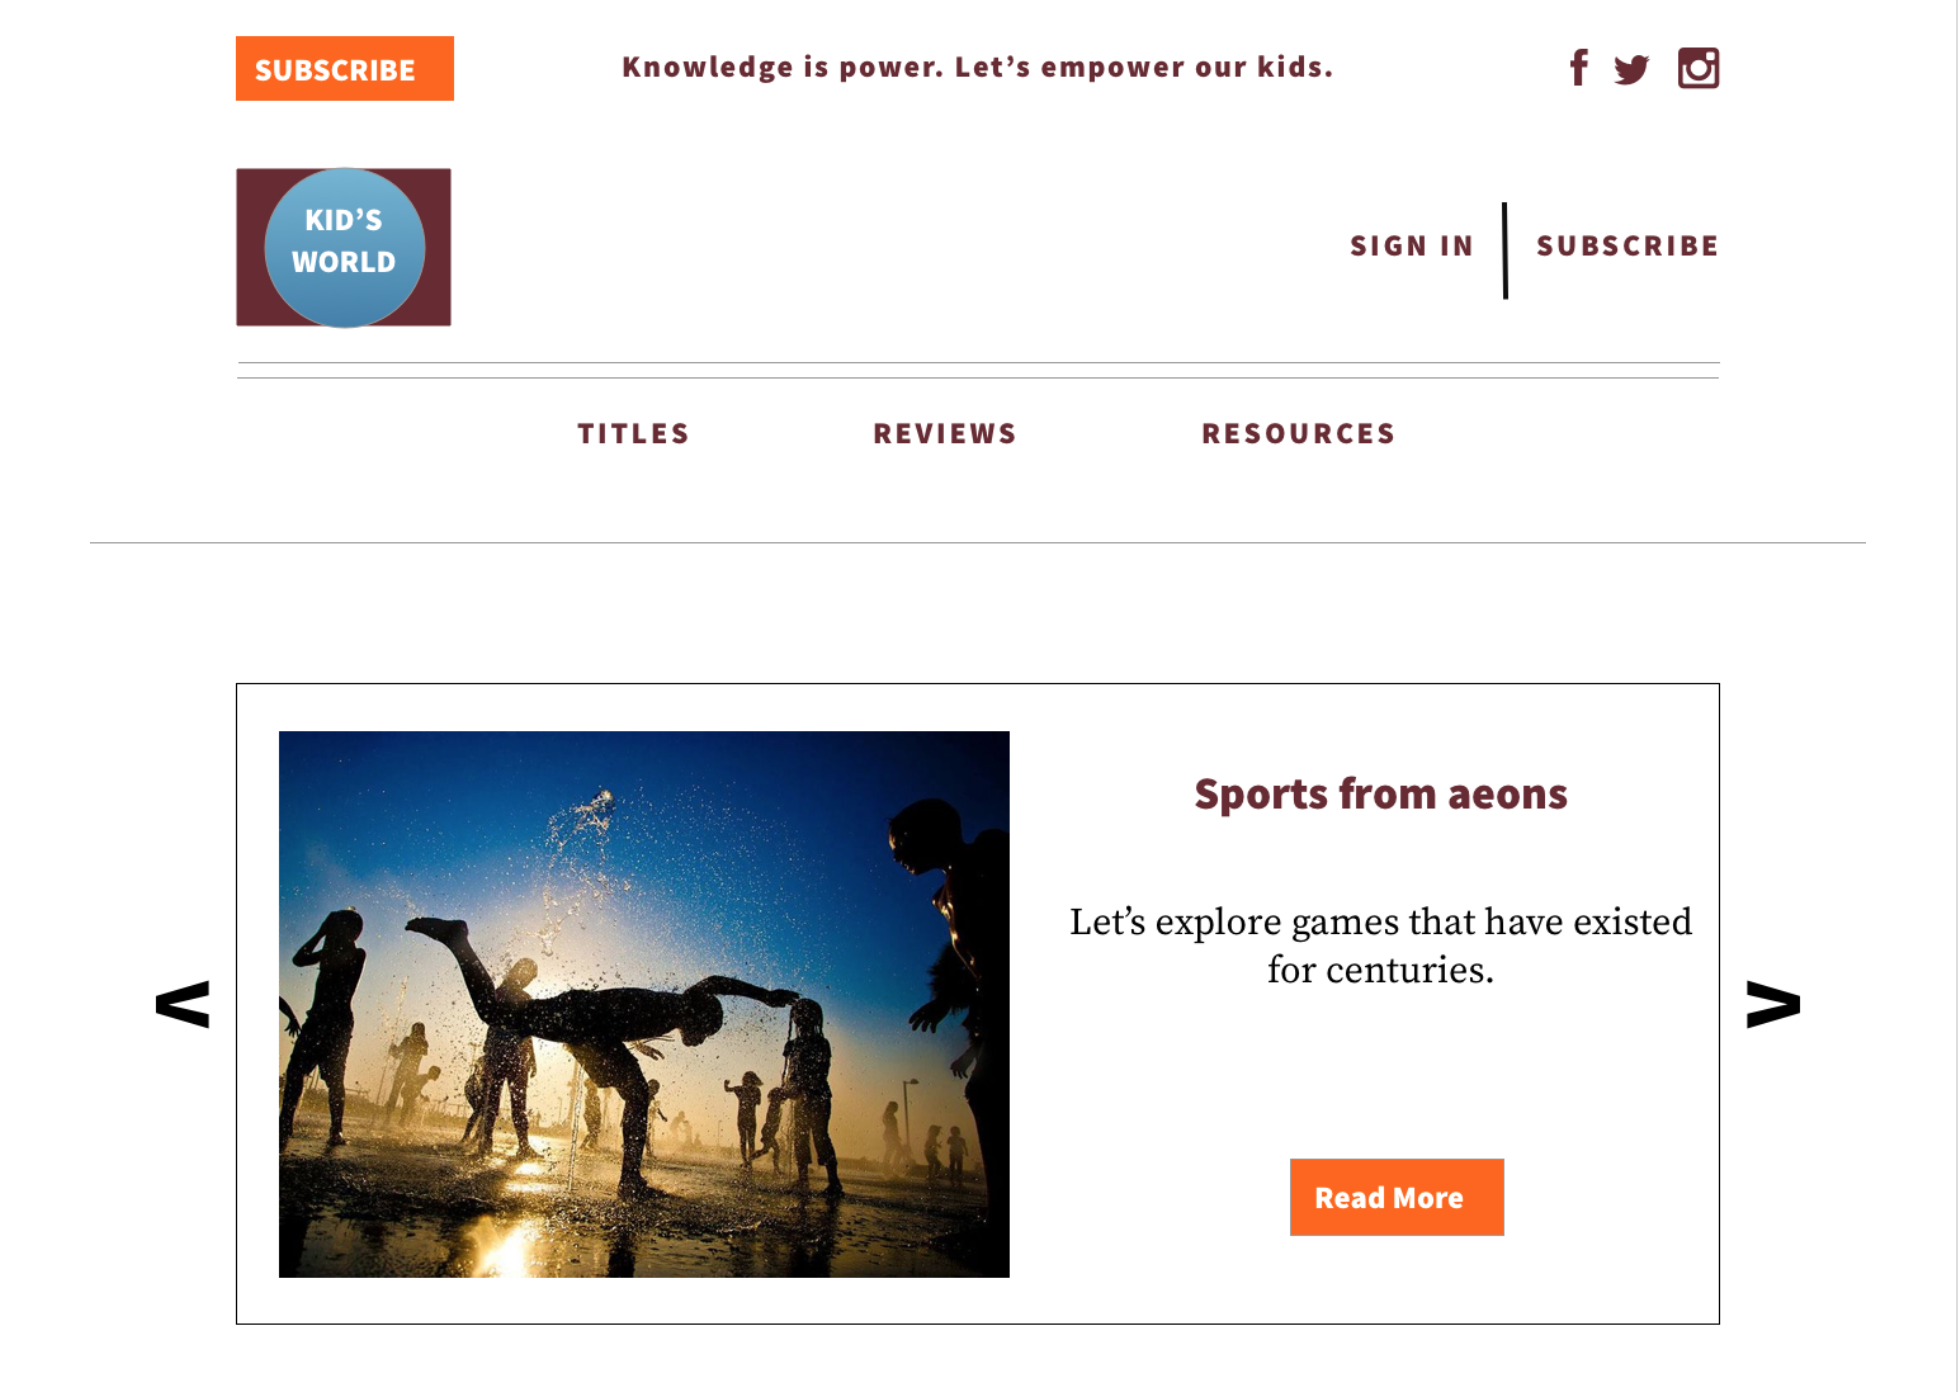 SUBSCRIBE
Knowledge is power. Let’s empower our kids.
KID’S
WORLD
SIGN IN
SUBSCRIBE
TITLES
REVIEWS
RESOURCES
Sports from aeons
Let’s explore games that have existed
for centuries.
<
>
Read More